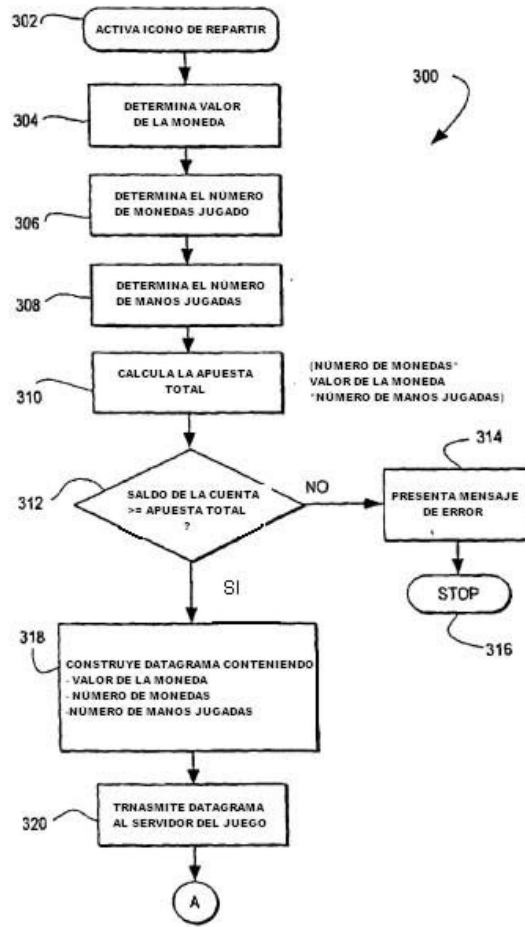 302
ACTIVA ICONO DE REPARTIR
300
304
DETERMINA VALOR
DE LA MONEDA
306
DETERMINA EL NÚMERO
DE MONEDAS JUGADO
308
DETERMINA EL NÚMERO
DE MANOS JUGADAS
310
CALCULA LA APUESTA
TOTAL
(NÚMERO DE MONEDAS*
VALOR DE LA MONEDA
*NÚMERO DE MANOS JUGADAS)
312
SALDO DE LA CUENTA
>= APUESTA TOTAL
?
NO
314
PRESENTA MENSAJE
DE ERROR
STOP
316
SI
318
CONSTRUYE DATAGRAMA CONTENIENDO
- VALOR DE LA MONEDA
- NÚMERO DE MONEDAS
-NÚMERO DE MANOS JUGADAS
320
TRNASMITE DATAGRAMA
AL SERVIDOR DEL JUEGO
A